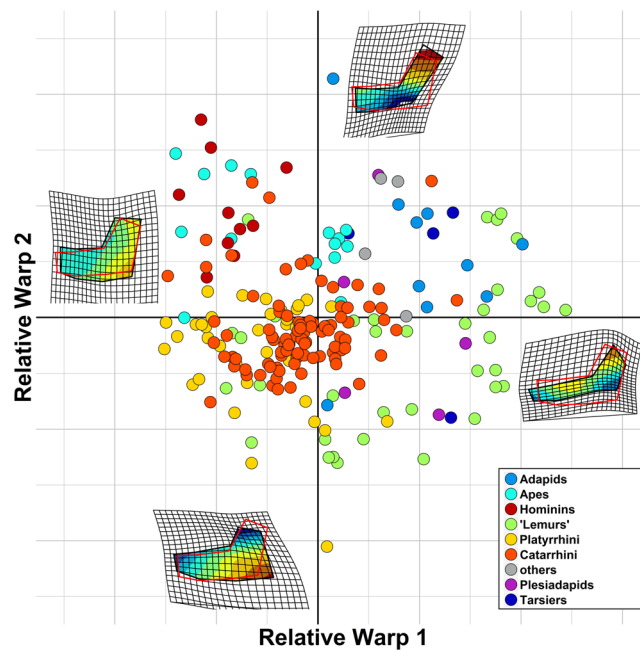 Relative Warp 2
Adapids
Apes
Hominins
'Lemurs'
Platyrrhini
Catarrhini
others
Plesiadapids
Tarsiers
Relative Warp 1